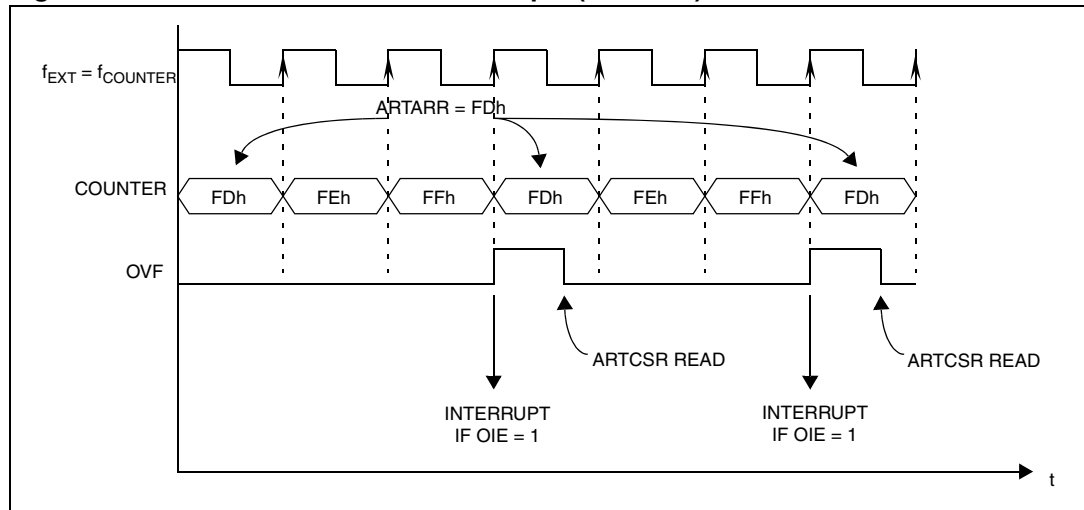 fEXT = fCOUNTER
ARTARR = FDh
COUNTER
FDh FEh FFh FDh FEh FFh FDh
OVF
ARTCSR READ ARTCSR READ
INTERRUPT INTERRUPT
IF OIE = 1 IF OIE = 1
t